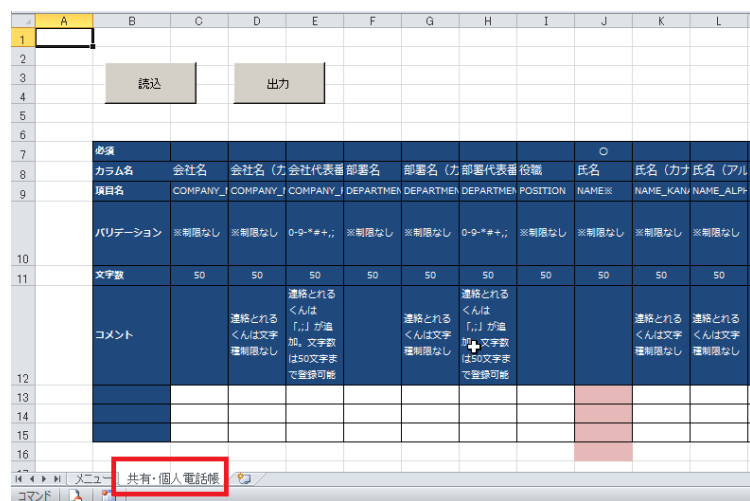 A B C D E F G H I J K L
1
2
3
4
読込 出力
5
6
7 必須 ○
8 カラム名 会社名 会社名（カ 会社代表番 部署名 部署名（カ 部署代表番 役職 氏名 氏名（カナ 氏名（アル
9 項目名 COMPANY_ COMPANY_ COMPANY_ DEPARTMEN DEPARTMEN DEPARTMEN POSITION NAME※ NAME_KANA NAME_ALPH
10 バリデーション ※制限なし ※制限なし 0-9-*#+,; ※制限なし ※制限なし 0-9-*#+,; ※制限なし ※制限なし ※制限なし ※制限なし
11 文字数 50 50 50 50 50 50 50 50 50 50
12 コメント
連絡とれる
くんは文字
種制限なし
連絡とれる
くんは
「,;」が追
加。文字数
は50文字ま
で登録可能
連絡とれる
くんは文字
種制限なし
連絡とれる
くんは
「,;」が追
加。文字数
は50文字ま
で登録可能
連絡とれる
くんは文字
種制限なし
連絡とれる
くんは文字
種制限なし
13
14
15
16
メニュー 共有・個人電話帳
コマンド